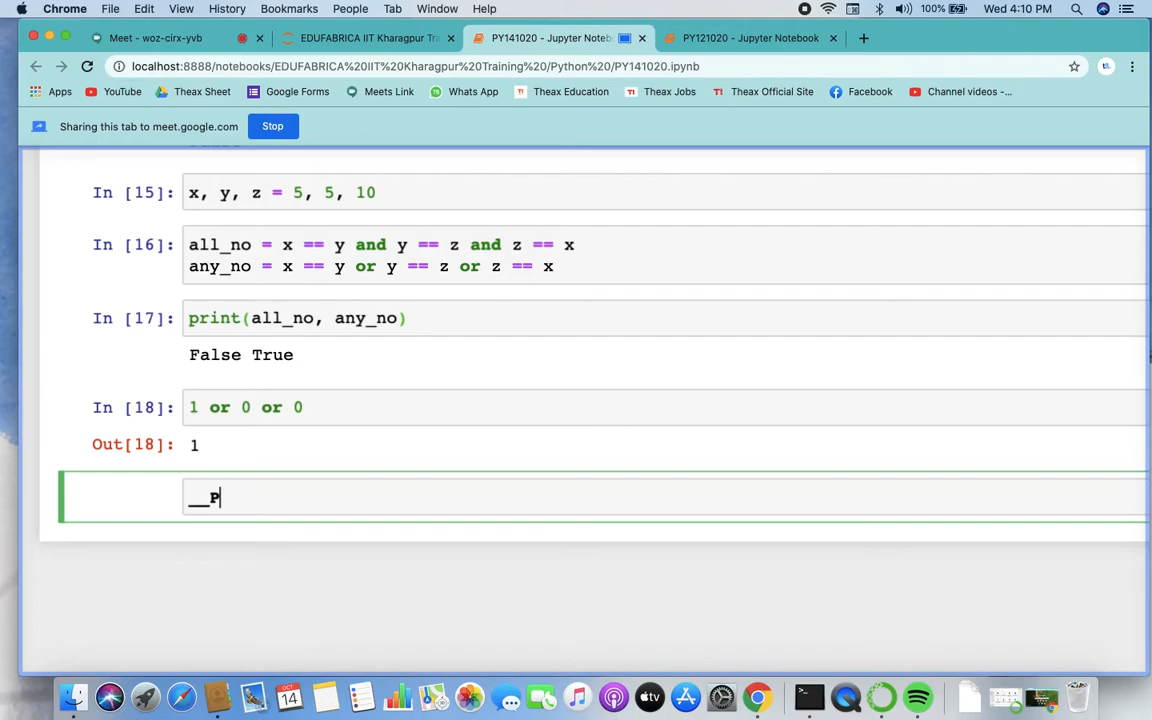 Chrome File Edit View History Bookmarks People Tab Window Help 100% Wed 4:10 PM
Meet - woz-cirx-yvb EDUFABRICA IIT Kharagpur Tra PY141020 - Jupyter Noteb PY121020 - Jupyter Notebook
localhost:8888/notebooks/EDUFABRICA%20IIT%20Kharagpur%20Training%20/Python%20/PY141020.ipynb
Apps YouTube Theax Sheet Google Forms Meets Link Whats App Theax Education Theax Jobs Theax Official Site Facebook Channel videos -...
Sharing this tab to meet.google.com Stop
In [15]: x, y, z = 5, 5, 10
In [16]: all_no = x == y and y == z and z == x
any_no = x == y or y == z or z == x
In [17]: print(all_no, any_no)
False True
In [18]: 1 or 0 or 0
Out[18]: 1
__P
OCT
14